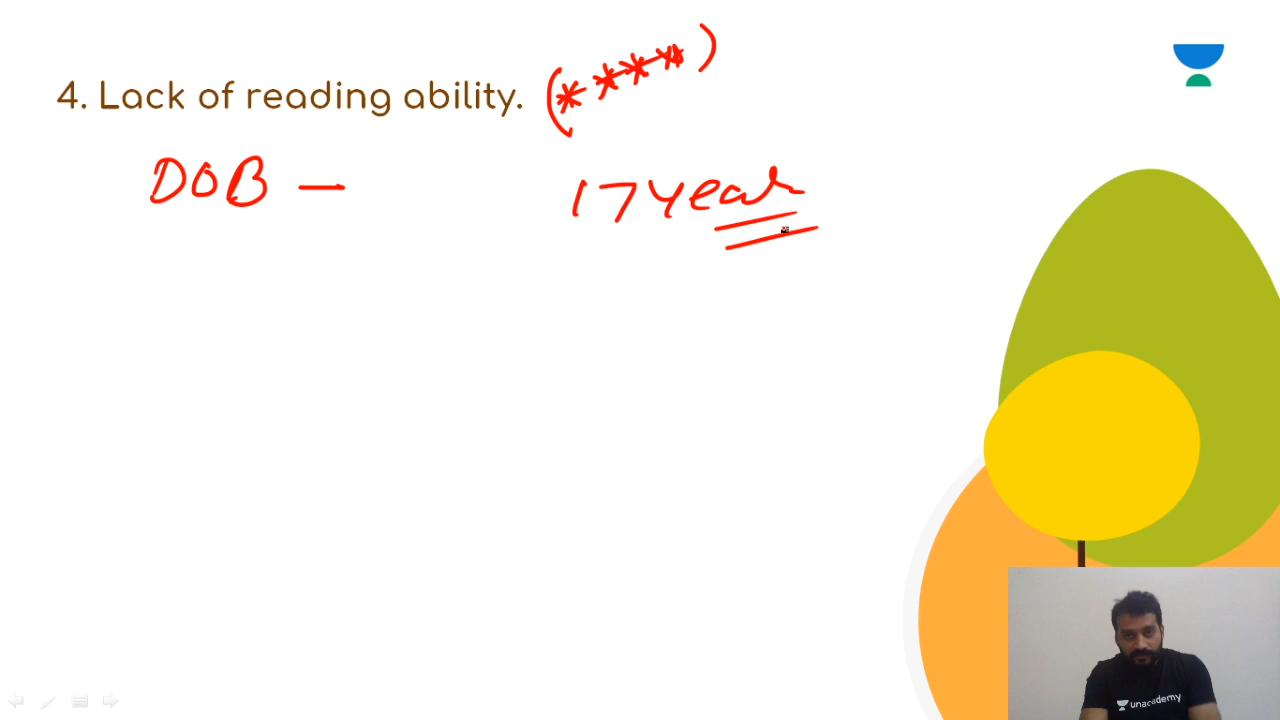 4. Lack of reading ability. (****)
DOB — 17 Year
unacademy